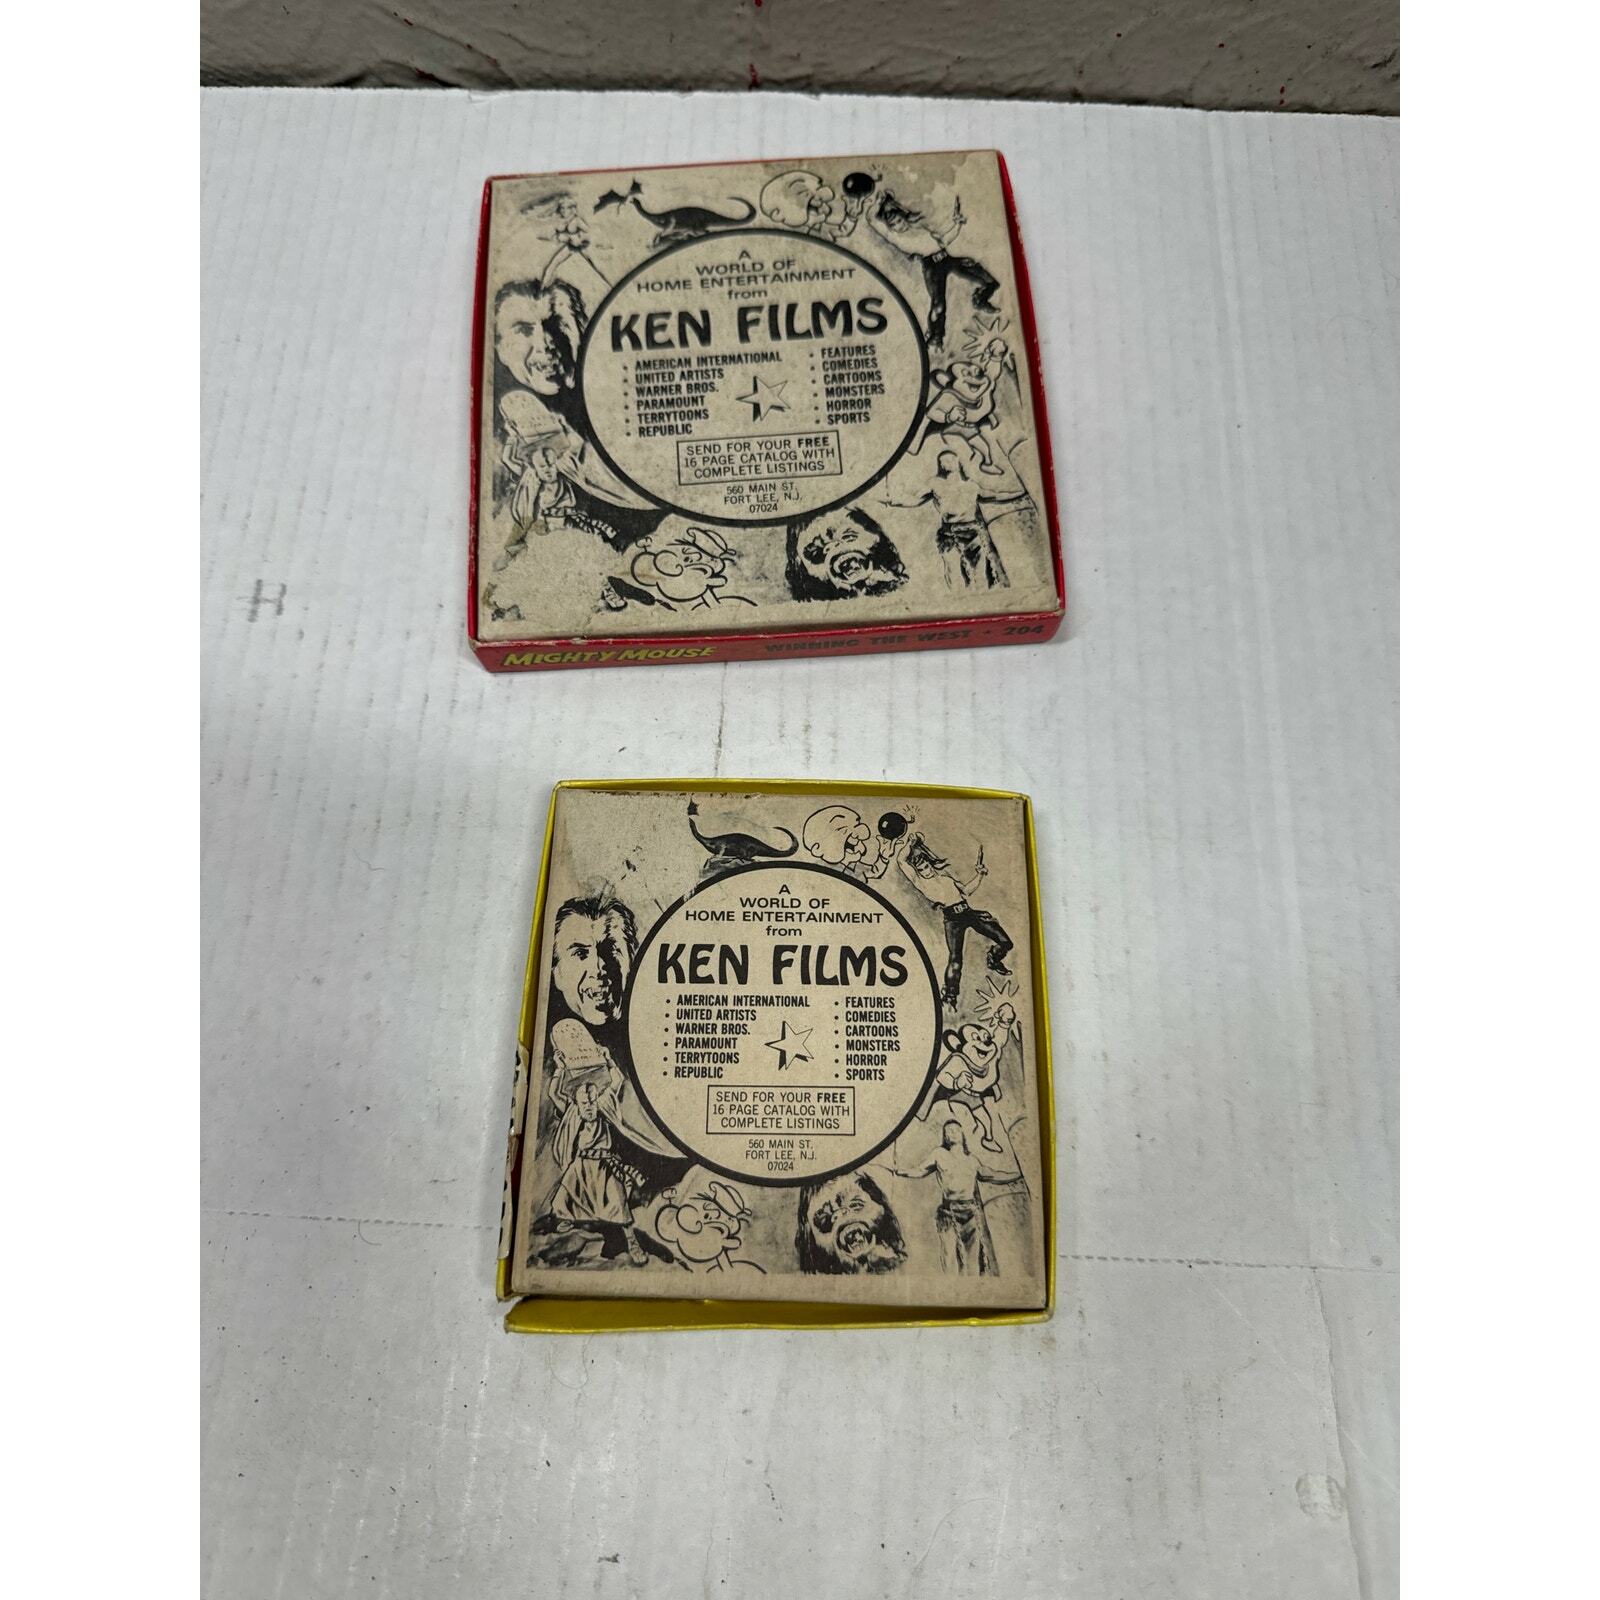 A
WORLD OF
HOME ENTERTAINMENT
from
KEN FILMS
• AMERICAN INTERNATIONAL
• UNITED ARTISTS
• WARNER BROS.
• PARAMOUNT
• TERRYTOONS
• REPUBLIC
• FEATURES
• COMEDIES
• CARTOONS
• MONSTERS
• HORROR
• SPORTS
SEND FOR YOUR FREE
16 PAGE CATALOG WITH
COMPLETE LISTINGS
560 MAIN ST.
FORT LEE, N.J.
07024
MIGHTY MOUSE WINNING THE WEST • 204
A
WORLD OF
HOME ENTERTAINMENT
from
KEN FILMS
• AMERICAN INTERNATIONAL
• UNITED ARTISTS
• WARNER BROS.
• PARAMOUNT
• TERRYTOONS
• REPUBLIC
• FEATURES
• COMEDIES
• CARTOONS
• MONSTERS
• HORROR
• SPORTS
SEND FOR YOUR FREE
16 PAGE CATALOG WITH
COMPLETE LISTINGS
560 MAIN ST.
FORT LEE, N.J.
07024